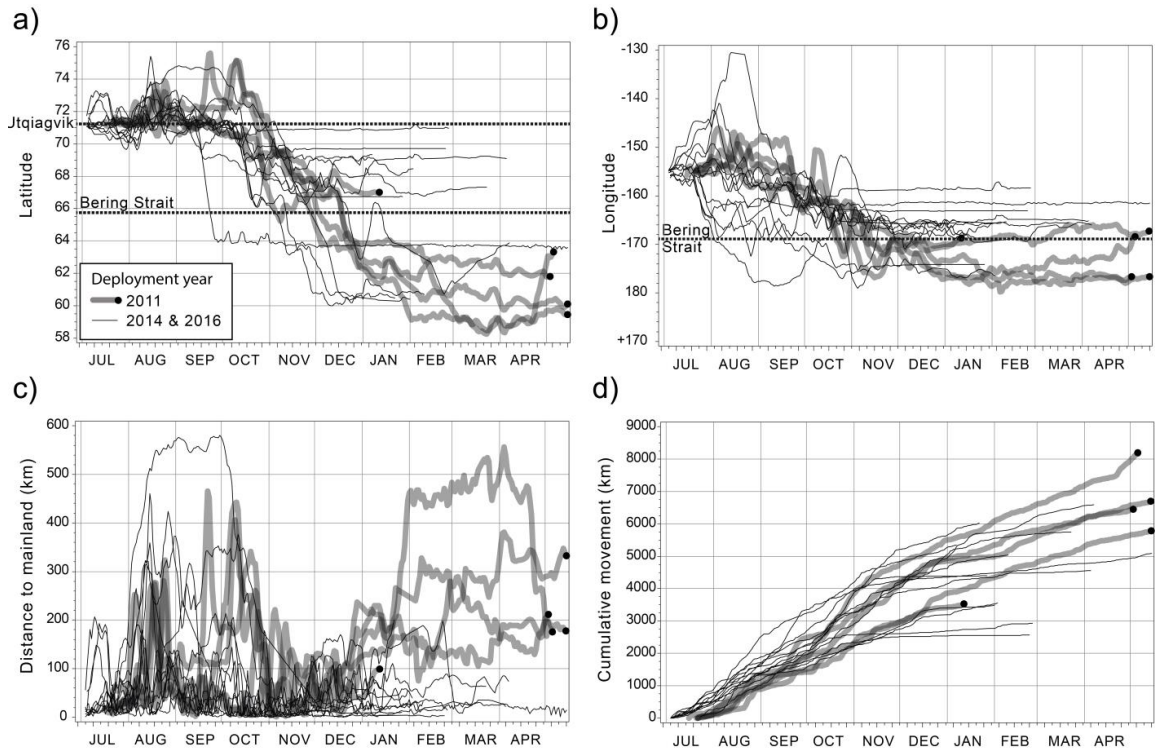 a)
76
74
72
Utqiagvik
70
68
66
64
62
60
58
Latitude
Bering Strait
Deployment year
2011
2014 & 2016
JUL AUG SEP OCT NOV DEC JAN FEB MAR APR
b)
-130
-140
-150
-160
-170
180
+170
Longitude
Bering
Strait
JUL AUG SEP OCT NOV DEC JAN FEB MAR APR
c)
600
500
400
300
200
100
0
Distance to mainland (km)
JUL AUG SEP OCT NOV DEC JAN FEB MAR APR
d)
9000
8000
7000
6000
5000
4000
3000
2000
1000
0
Cumulative movement (km)
JUL AUG SEP OCT NOV DEC JAN FEB MAR APR